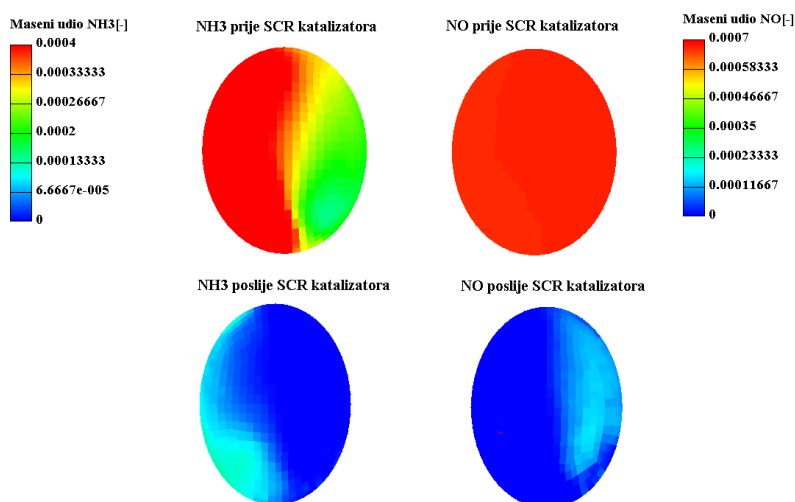 Maseni udio NH3[-]
0.0004
0.00033333
0.00026667
0.0002
0.00013333
6.6667e-005
0
NH3 prije SCR katalizatora
NO prije SCR katalizatora
Maseni udio NO[-]
0.0007
0.00058333
0.00046667
0.00035
0.00023333
0.00011667
0
NH3 poslije SCR katalizatora
NO poslije SCR katalizatora